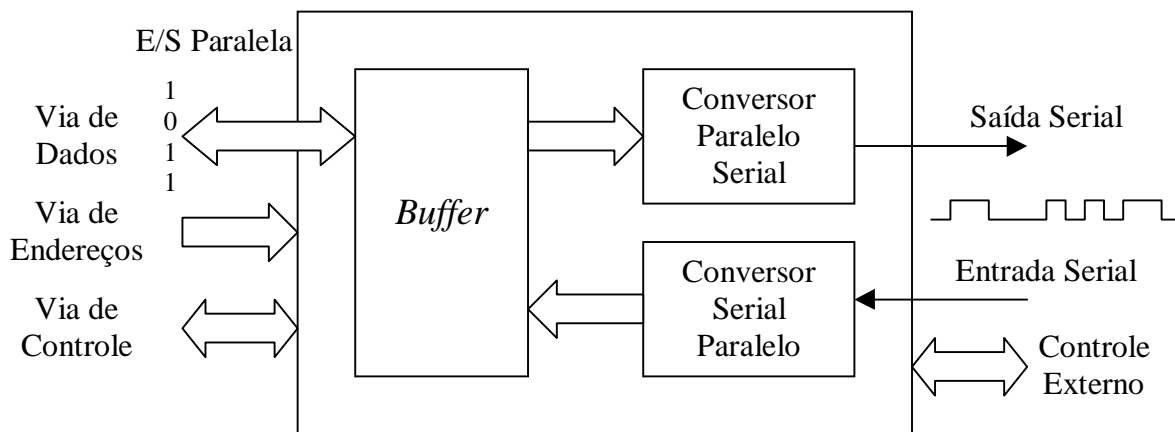 E/S Paralela
1
0
1
1
Via de
Dados
Via de
Endereços
Via de
Controle
Buffer
Conversor
Paralelo
Serial
Conversor
Serial
Paralelo
Saída Serial
Entrada Serial
Controle
Externo